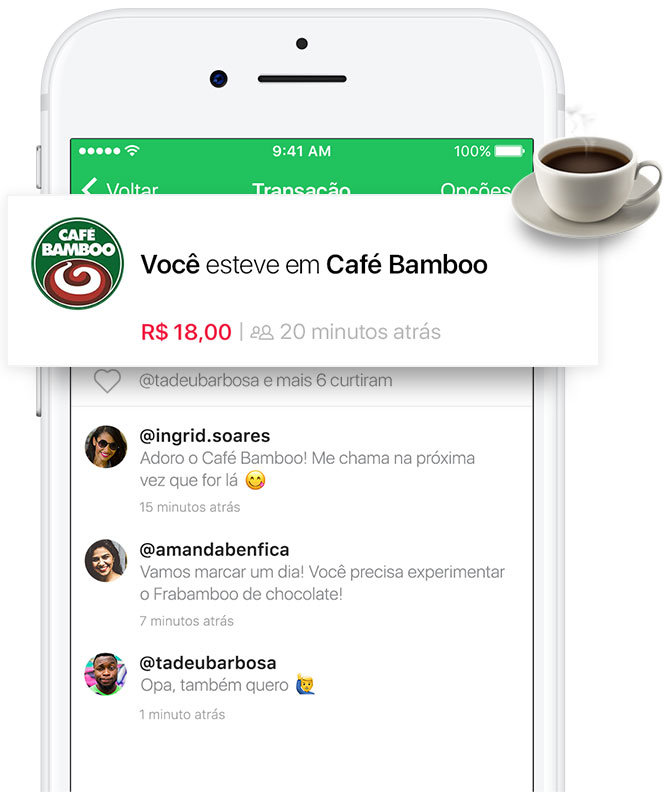 9:41 AM
100%
Voltar
Transação
Opções
CAFÉ
BAMBOO
Você esteve em Café Bamboo
R$ 18,00 | 20 minutos atrás
@tadeubarbosa e mais 6 curtiram
@ingrid.soares
Adoro o Café Bamboo! Me chama na próxima
vez que for lá 😋
15 minutos atrás
@amandabenfica
Vamos marcar um dia! Você precisa experimentar
o Frabamboo de chocolate!
7 minutos atrás
@tadeubarbosa
Opa, também quero 🙋‍♂️
1 minuto atrás